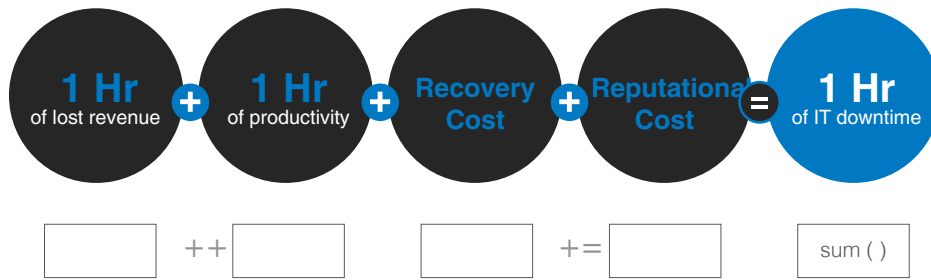 1 Hr
of lost revenue
+
1 Hr
of productivity
+
Recovery
Cost
+
Reputational
Cost
=
1 Hr
of IT downtime
++ += sum ( )